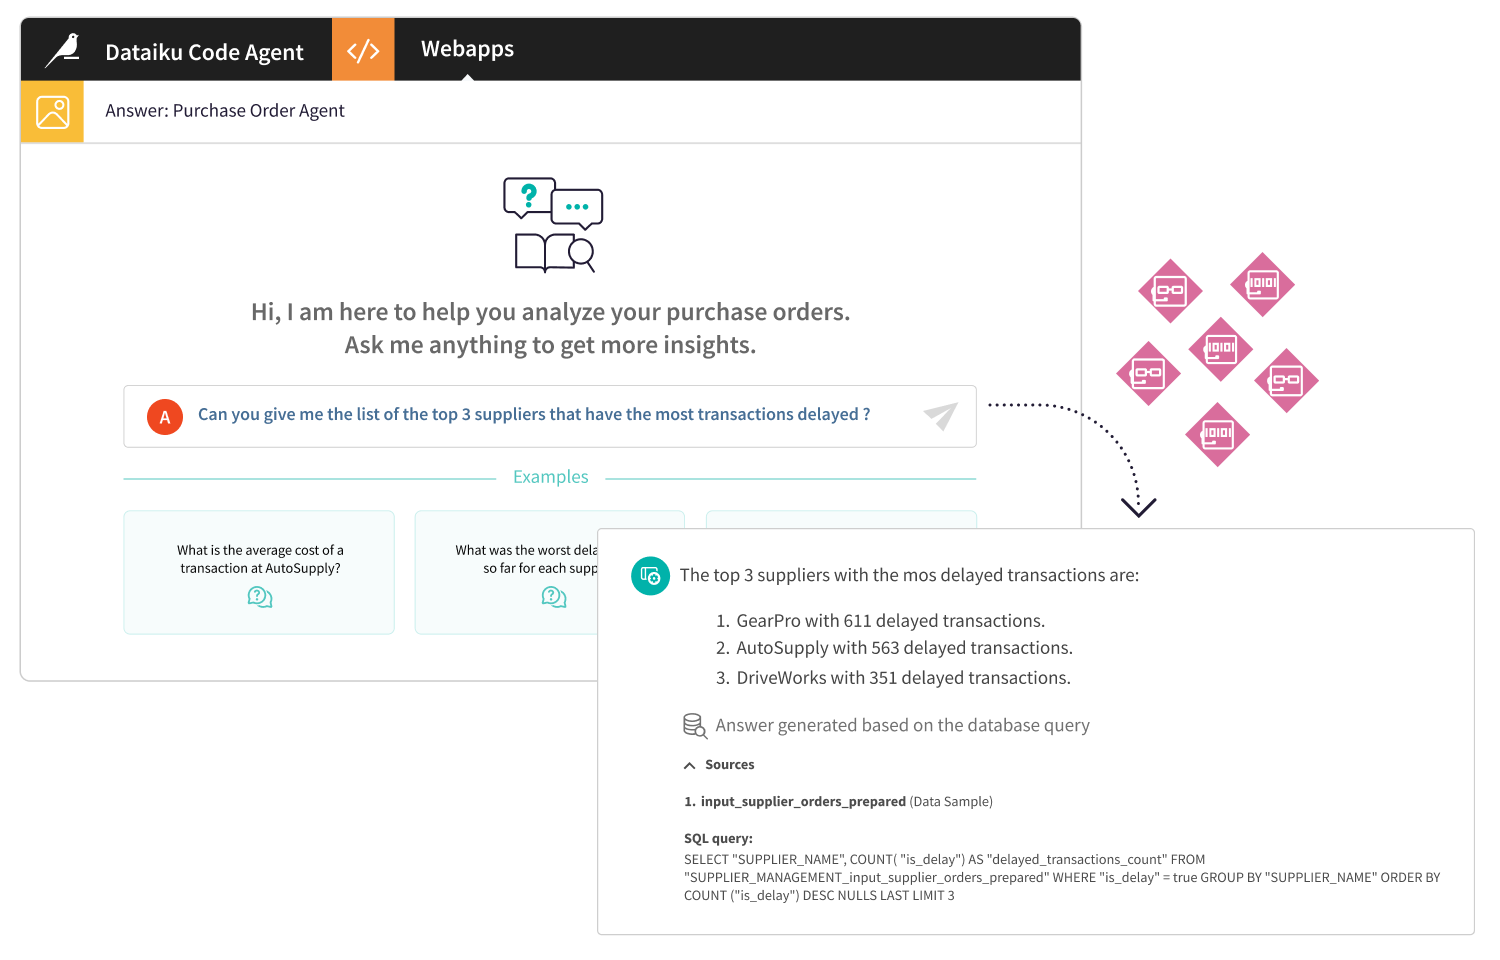 Dataiku Code Agent
</>
Webapps
Answer: Purchase Order Agent
?
Hi, I am here to help you analyze your purchase orders.
Ask me anything to get more insights.
A
Can you give me the list of the top 3 suppliers that have the most transactions delayed ?
Examples
What is the average cost of a
transaction at AutoSupply?
?
What was the worst
so far for each
?
The top 3 suppliers with the mos delayed transactions are:
1. GearPro with 611 delayed transactions.
2. AutoSupply with 563 delayed transactions.
3. DriveWorks with 351 delayed transactions.
Answer generated based on the database query
Sources
1. input_supplier_orders_prepared (Data Sample)
SQL query:
SELECT "SUPPLIER_NAME", COUNT( "is_delay") AS "delayed_transactions_count" FROM
"SUPPLIER_MANAGEMENT_input_supplier_orders_prepared" WHERE "is_delay" = true GROUP BY "SUPPLIER_NAME" ORDER BY
COUNT ("is_delay") DESC NULLS LAST LIMIT 3
10101
10101
10101